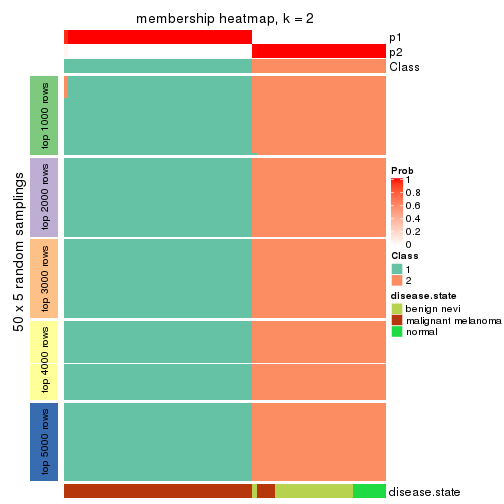 membership heatmap, k = 2
p1
p2
Class
50 x 5 random samplings
top 1000 rows
top 2000 rows
top 3000 rows
top 4000 rows
top 5000 rows
Prob
1
0.8
0.6
0.4
0.2
0
Class
1
2
disease.state
benign nevi
malignant melanoma
normal
disease.state